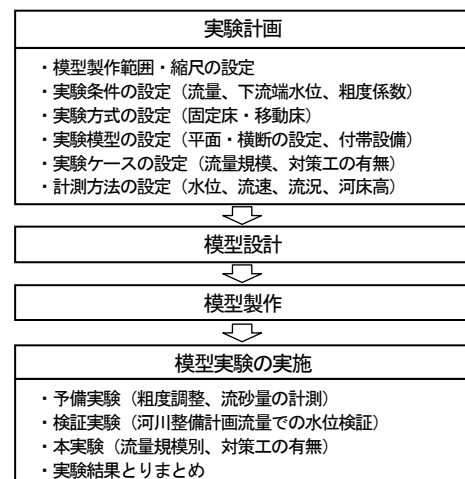 実験計画
・模型製作範囲・縮尺の設定
・実験条件の設定（流量、下流端水位、粗度係数）
・実験方式の設定（固定床・移動床）
・実験模型の設定（平面・横断の設定、付帯設備）
・実験ケースの設定（流量規模、対策工の有無）
・計測方法の設定（水位、流速、流況、河床高）
模型設計
模型製作
模型実験の実施
・予備実験（粗度調整、流砂量の計測）
・検証実験（河川整備計画流量での水位検証）
・本実験（流量規模別、対策工の有無）
・実験結果とりまとめ